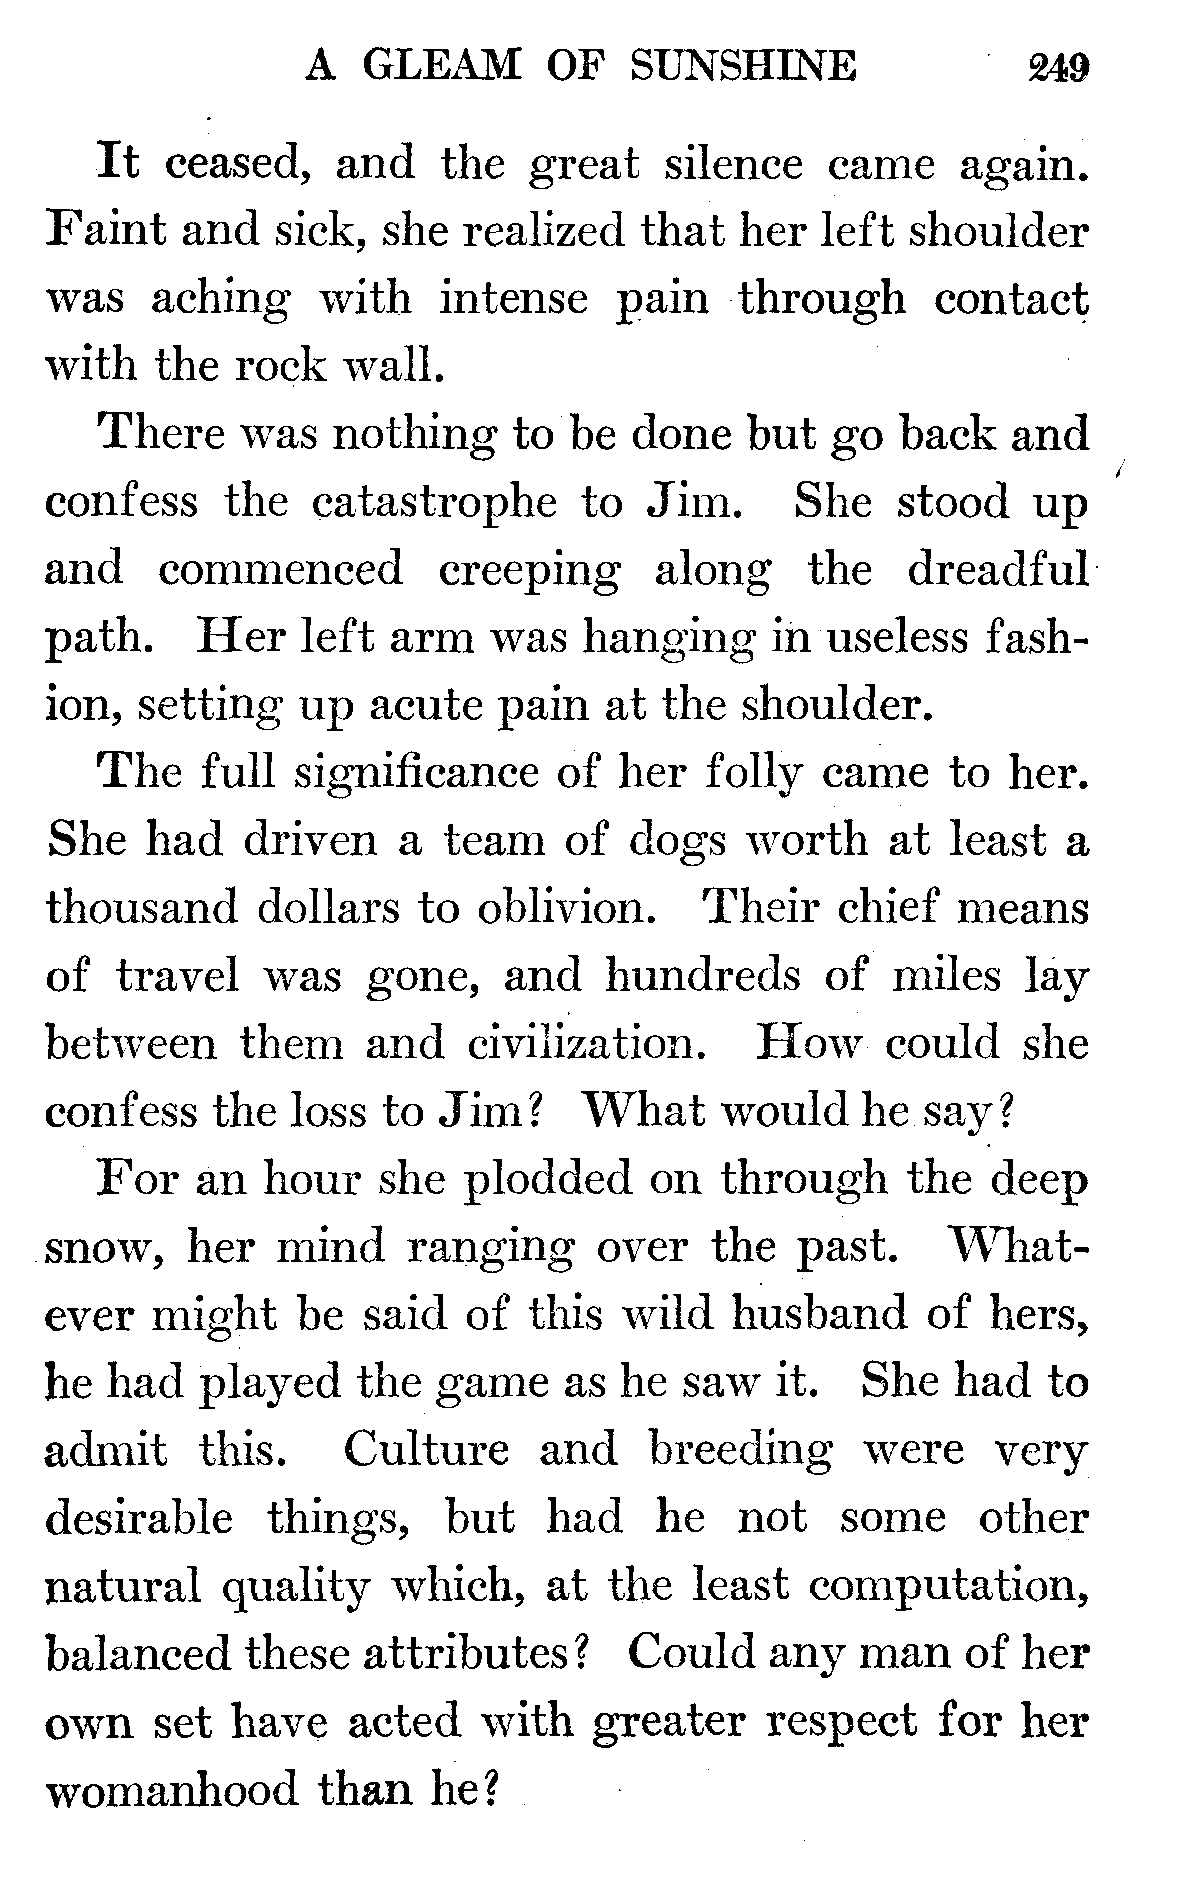 A GLEAM OF SUNSHINE 249
It ceased, and the great silence came again.
Faint and sick, she realized that her left shoulder
was aching with intense pain through contact
with the rock wall.
There was nothing to be done but go back and
confess the catastrophe to Jim. She stood up
and commenced creeping along the dreadful
path. Her left arm was hanging in useless fash-
ion, setting up acute pain at the shoulder.
The full significance of her folly came to her.
She had driven a team of dogs worth at least a
thousand dollars to oblivion. Their chief means
of travel was gone, and hundreds of miles lay
between them and civilization. How could she
confess the loss to Jim? What would he say?
For an hour she plodded on through the deep
snow, her mind ranging over the past. What-
ever might be said of this wild husband of hers,
he had played the game as he saw it. She had to
admit this. Culture and breeding were very
desirable things, but had he not some other
natural quality which, at the least computation,
balanced these attributes? Could any man of her
own set have acted with greater respect for her
womanhood than he?